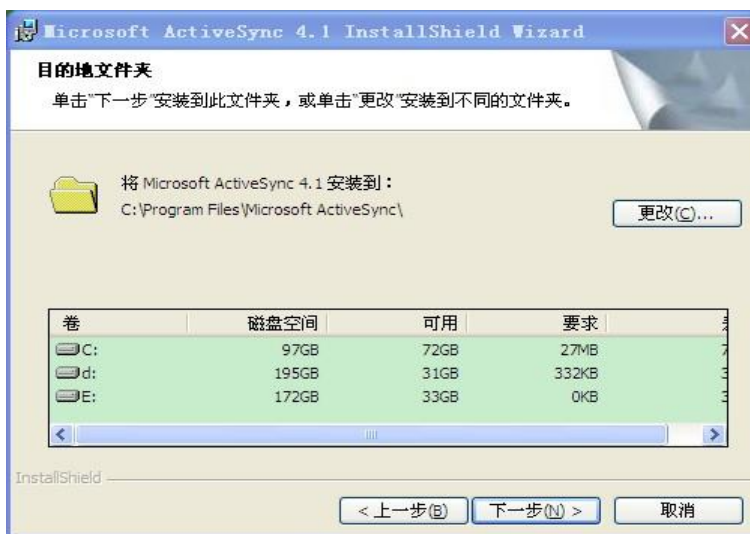 Microsoft ActiveSync 4.1 InstallShield Wizard
目的地文件夹
单击"下一步"安装到此文件夹，或单击"更改"安装到不同的文件夹。
将 Microsoft ActiveSync 4.1 安装到：
C:\Program Files\Microsoft ActiveSync\
更改(C)...
卷 磁盘空间 可用 要求
C: 97GB 72GB 27MB
d: 195GB 31GB 332KB
E: 172GB 33GB 0KB
InstallShield
<上一步(B) 下一步(N) > 取消